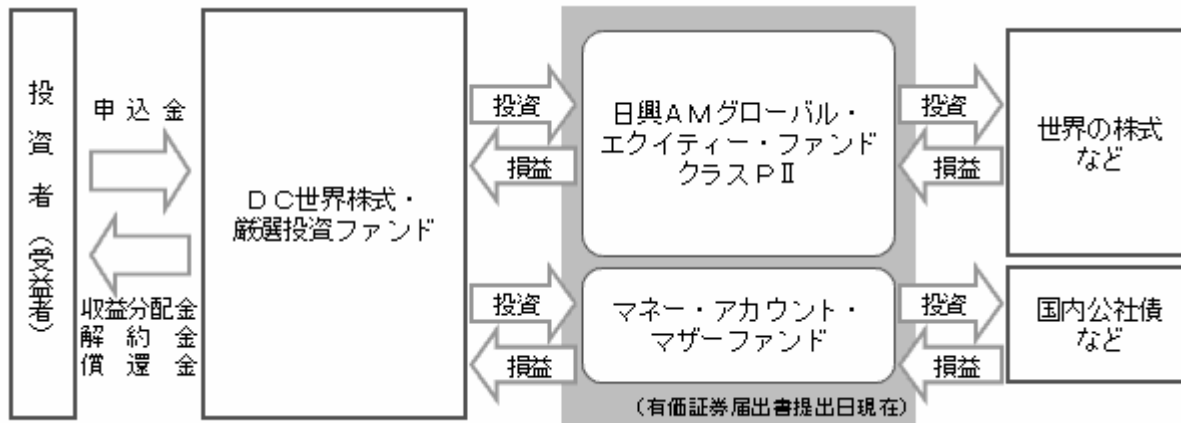 投資者(受益者)
申込金
収益分配金
解約金
償還金
DC世界株式・
厳選投資ファンド
投資
損益
投資
損益
日興AMグローバル・
エクイティー・ファンド
クラスPⅡ
マネー・アカウント・
マザーファンド
(有価証券届出書提出日現在)
投資
損益
投資
損益
世界の株式
など
国内公社債
など